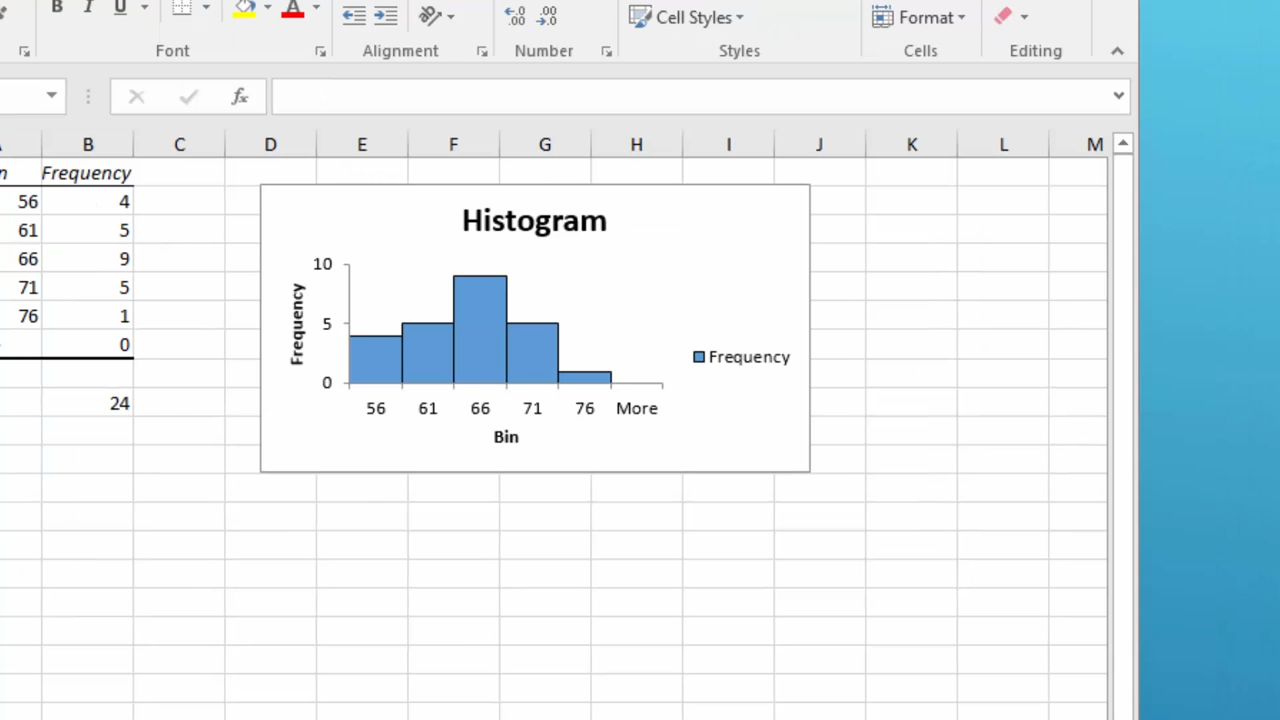 B I U A Cell Styles Format
Font Alignment Number Styles Cells Editing
fx
B C D E F G H I J K L M
n Frequency
56 4
61 5
66 9
71 5
76 1
0
24
Histogram
10
5
0
Frequency
56 61 66 71 76 More
Bin
Frequency